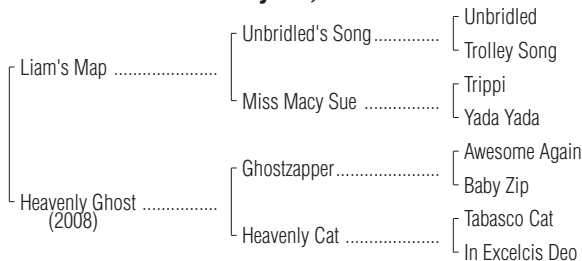 Unbridled
Unbridled's Song...............
Trolley Song
Liam's Map ........................
Trippi
Miss Macy Sue .................
Yada Yada
Awesome Again
Ghostzapper.......................
Baby Zip
Heavenly Ghost .................
(2008)
Tabasco Cat
Heavenly Cat .....................
In Excelcis Deo